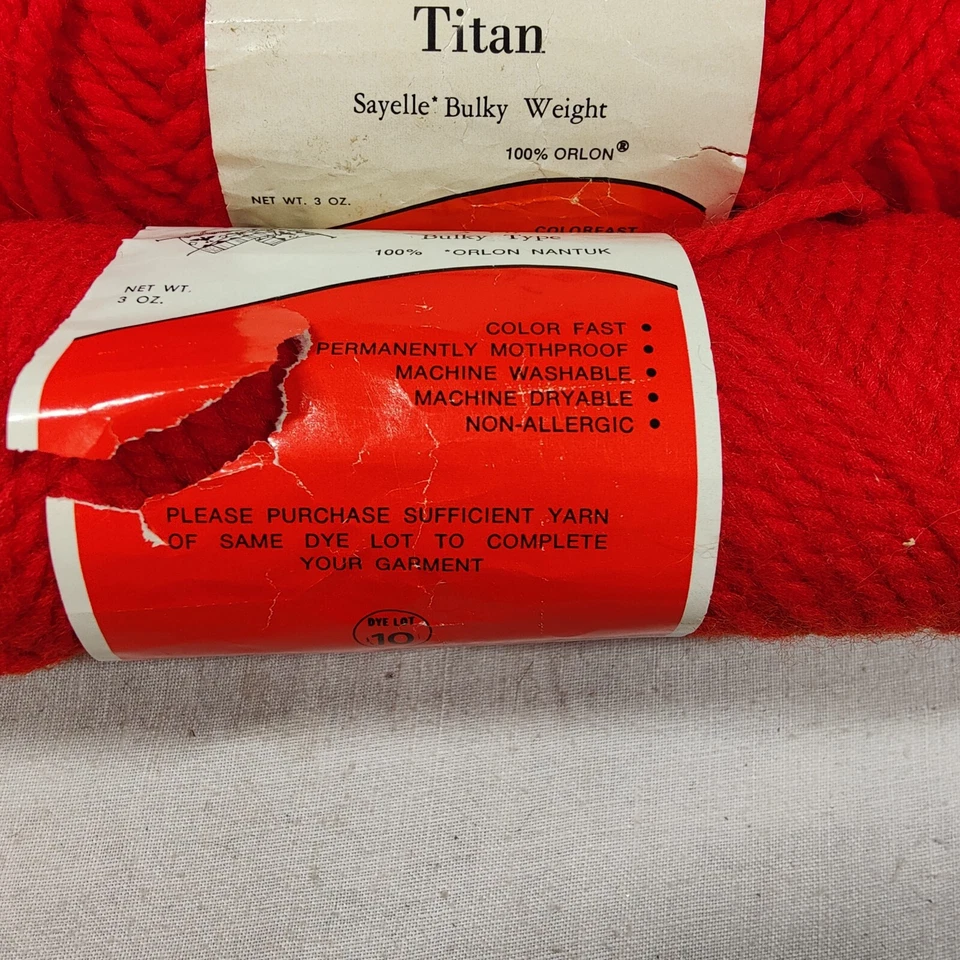 Titan
Sayelle* Bulky Weight
100% ORLON®
NET WT. 3 OZ.
COLORFAST
Bulky Type
100% *ORLON NANTUK
NET WT.
3 OZ.
COLOR FAST •
PERMANENTLY MOTHPROOF •
MACHINE WASHABLE •
MACHINE DRYABLE •
NON-ALLERGIC •
PLEASE PURCHASE SUFFICIENT YARN
OF SAME DYE LOT TO COMPLETE
YOUR GARMENT
DYE LOT
10